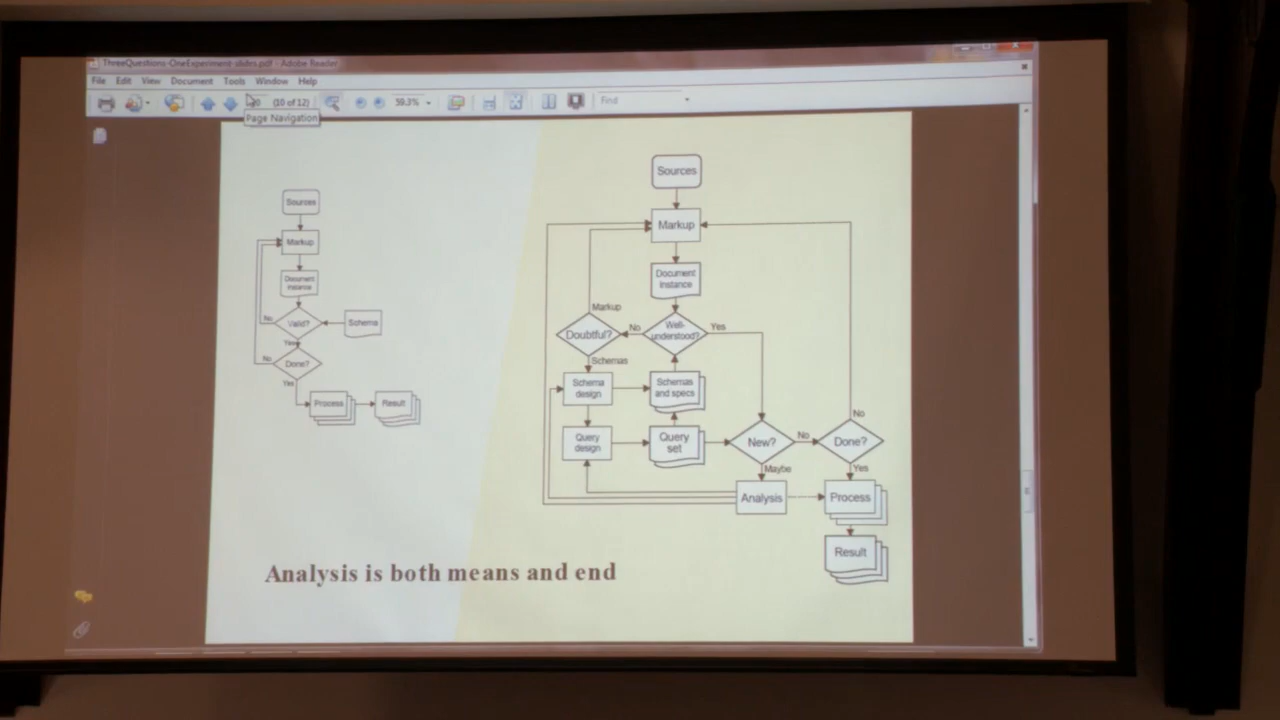 ThreeQuestions-OneExperiment-slides.pdf - Adobe Reader
File Edit View Document Tools Window Help
(10 of 12) 59.3% Find
Page Navigation
Sources
Markup
Document
instance
No
Valid?
Schema
Yes
No
Done?
Yes
Process
Result
Sources
Markup
Document
instance
Markup
Doubtful?
No
Well-
understood?
Yes
Schemas
Schema
design
Schemas
and specs
Query
design
Query
set
New?
No
Done?
No
Maybe
Yes
Analysis
Process
Result
Analysis is both means and end